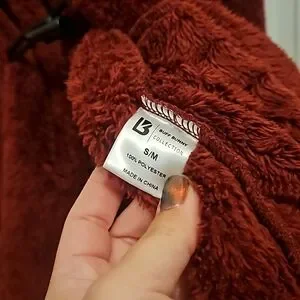 BUFF BUNNY
COLLECTION
S/M
100% POLYESTER
MADE IN CHINA